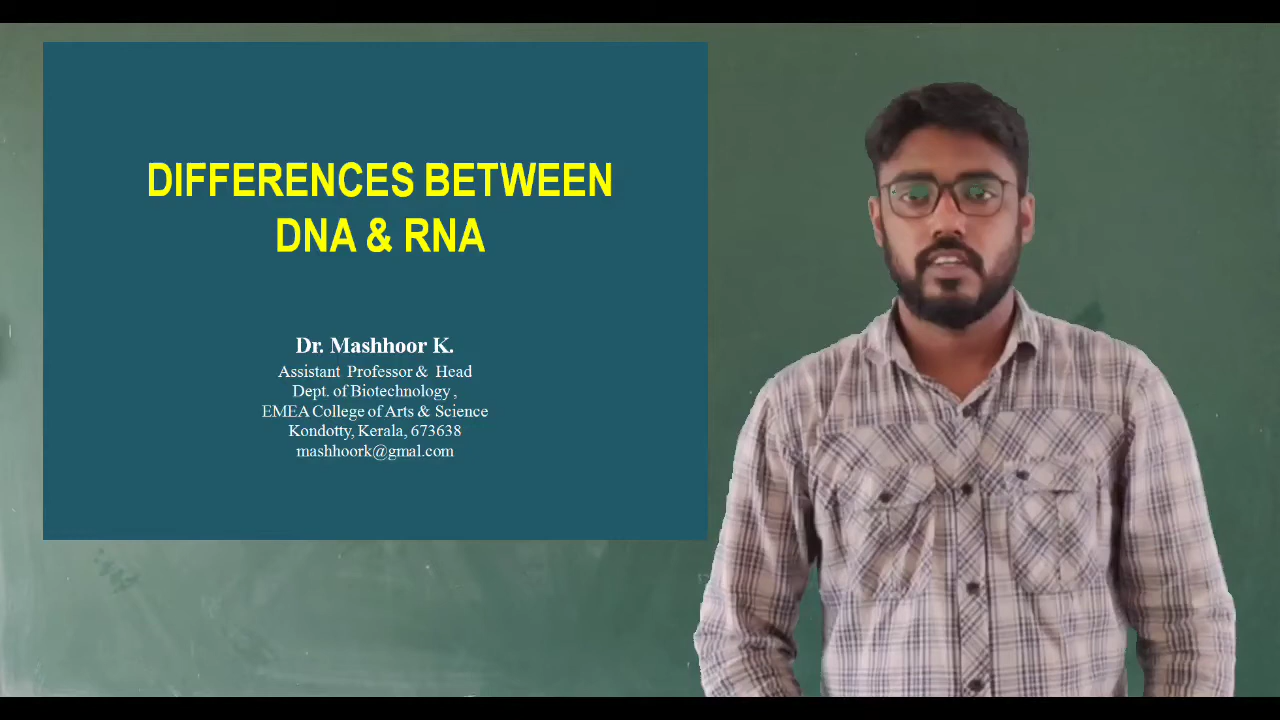 DIFFERENCES BETWEEN
DNA & RNA
Dr. Mashhoor K.
Assistant Professor & Head
Dept. of Biotechnology ,
EMEA College of Arts & Science
Kondotty, Kerala, 673638
mashhoork@gmal.com